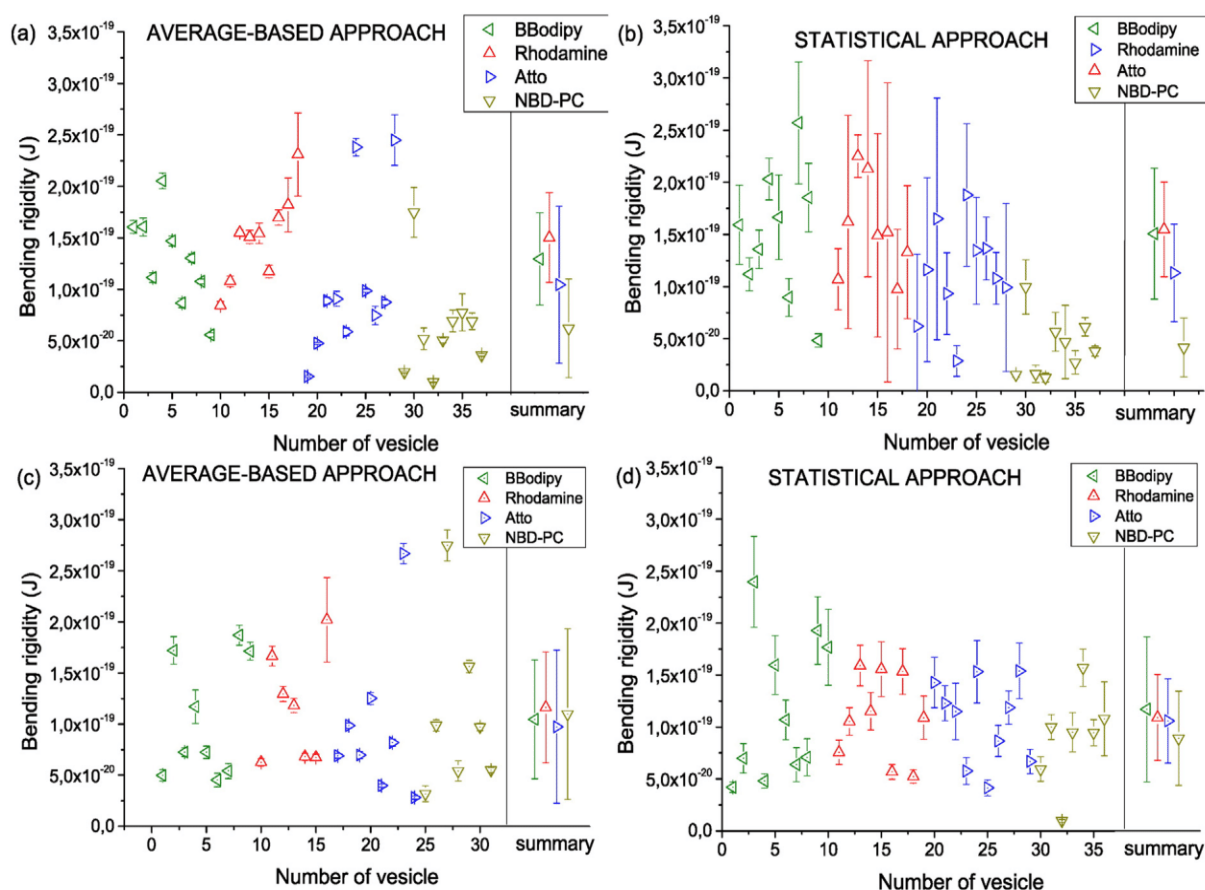 (a)
AVERAGE-BASED APPROACH
BBodipy
Rhodamine
Atto
NBD-PC
3,5x10⁻¹⁹
3,0x10⁻¹⁹
2,5x10⁻¹⁹
2,0x10⁻¹⁹
1,5x10⁻¹⁹
1,0x10⁻¹⁹
5,0x10⁻²⁰
0,0
Bending rigidity (J)
0 5 10 15 20 25 30 35 summary
Number of vesicle
(b)
STATISTICAL APPROACH
BBodipy
Rhodamine
Atto
NBD-PC
3,5x10⁻¹⁹
3,0x10⁻¹⁹
2,5x10⁻¹⁹
2,0x10⁻¹⁹
1,5x10⁻¹⁹
1,0x10⁻¹⁹
5,0x10⁻²⁰
0,0
Bending rigidity (J)
0 5 10 15 20 25 30 35 summary
Number of vesicle
(c)
AVERAGE-BASED APPROACH
BBodipy
Rhodamine
Atto
NBD-PC
3,5x10⁻¹⁹
3,0x10⁻¹⁹
2,5x10⁻¹⁹
2,0x10⁻¹⁹
1,5x10⁻¹⁹
1,0x10⁻¹⁹
5,0x10⁻²⁰
0,0
Bending rigidity (J)
0 5 10 15 20 25 30 summary
Number of vesicle
(d)
STATISTICAL APPROACH
BBodipy
Rhodamine
Atto
NBD-PC
3,5x10⁻¹⁹
3,0x10⁻¹⁹
2,5x10⁻¹⁹
2,0x10⁻¹⁹
1,5x10⁻¹⁹
1,0x10⁻¹⁹
5,0x10⁻²⁰
0,0
Bending rigidity (J)
0 5 10 15 20 25 30 35 summary
Number of vesicle